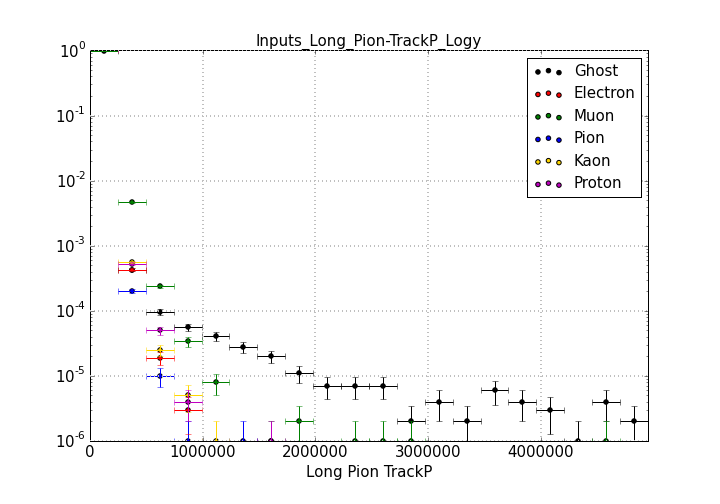 Inputs_Long_Pion-TrackP_Logy
10^0
10^-1
10^-2
10^-3
10^-4
10^-5
10^-6
Ghost
Electron
Muon
Pion
Kaon
Proton
0 1000000 2000000 3000000 4000000
Long Pion TrackP